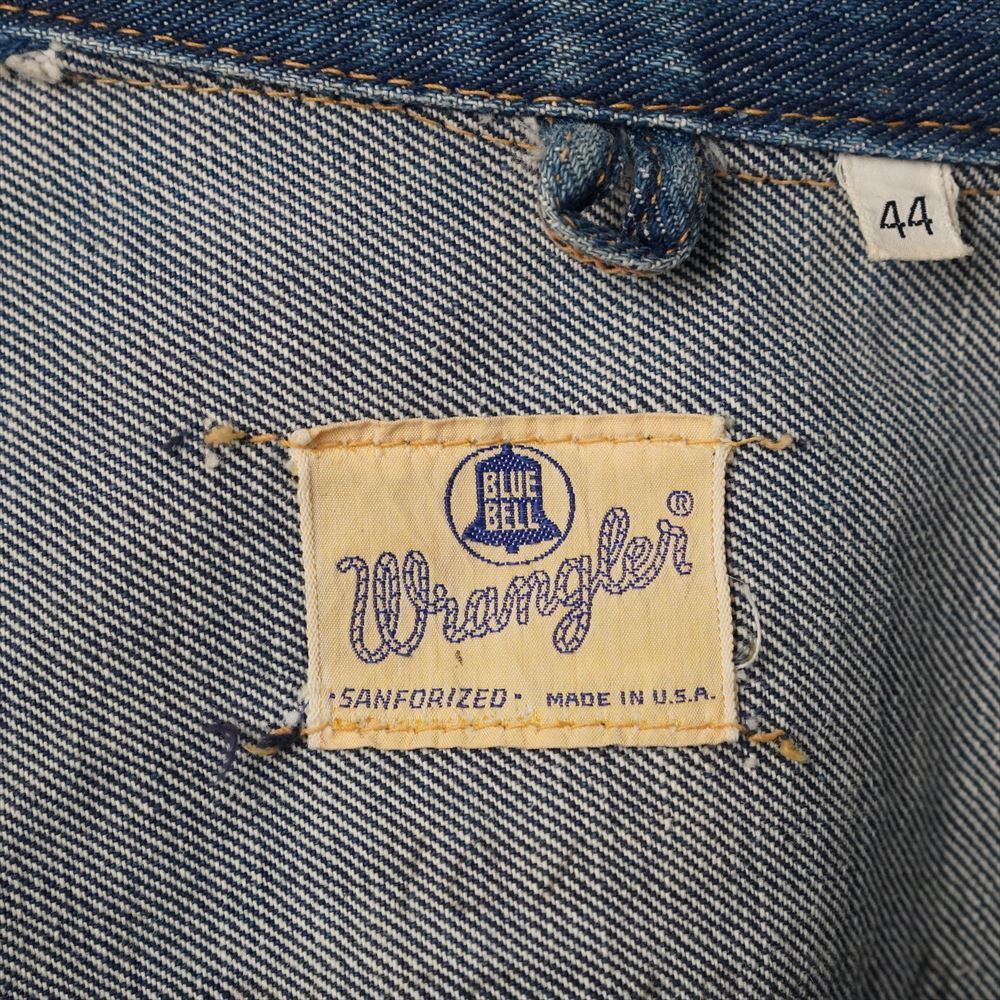 44
BLUE
BELL
Wrangler®
·SANFORIZED· MADE IN U.S.A.